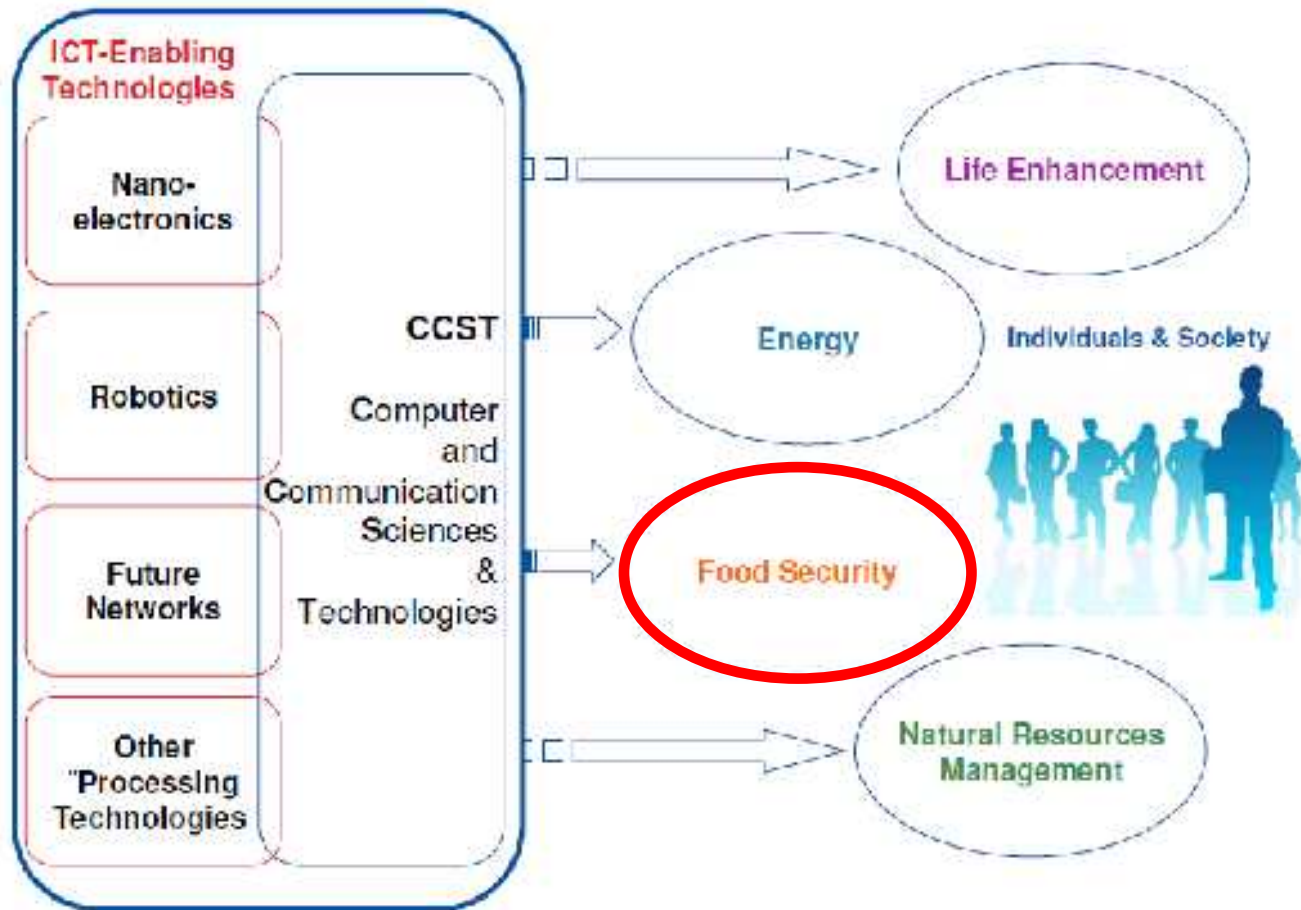 ICT-Enabling
Technologies
Nano-
electronics
Robotics
Future
Networks
Other
"Processing
Technologies
CCST
Computer
and
Communication
Sciences
&
Technologies
Life Enhancement
Energy
Food Security
Natural Resources
Management
Individuals & Society